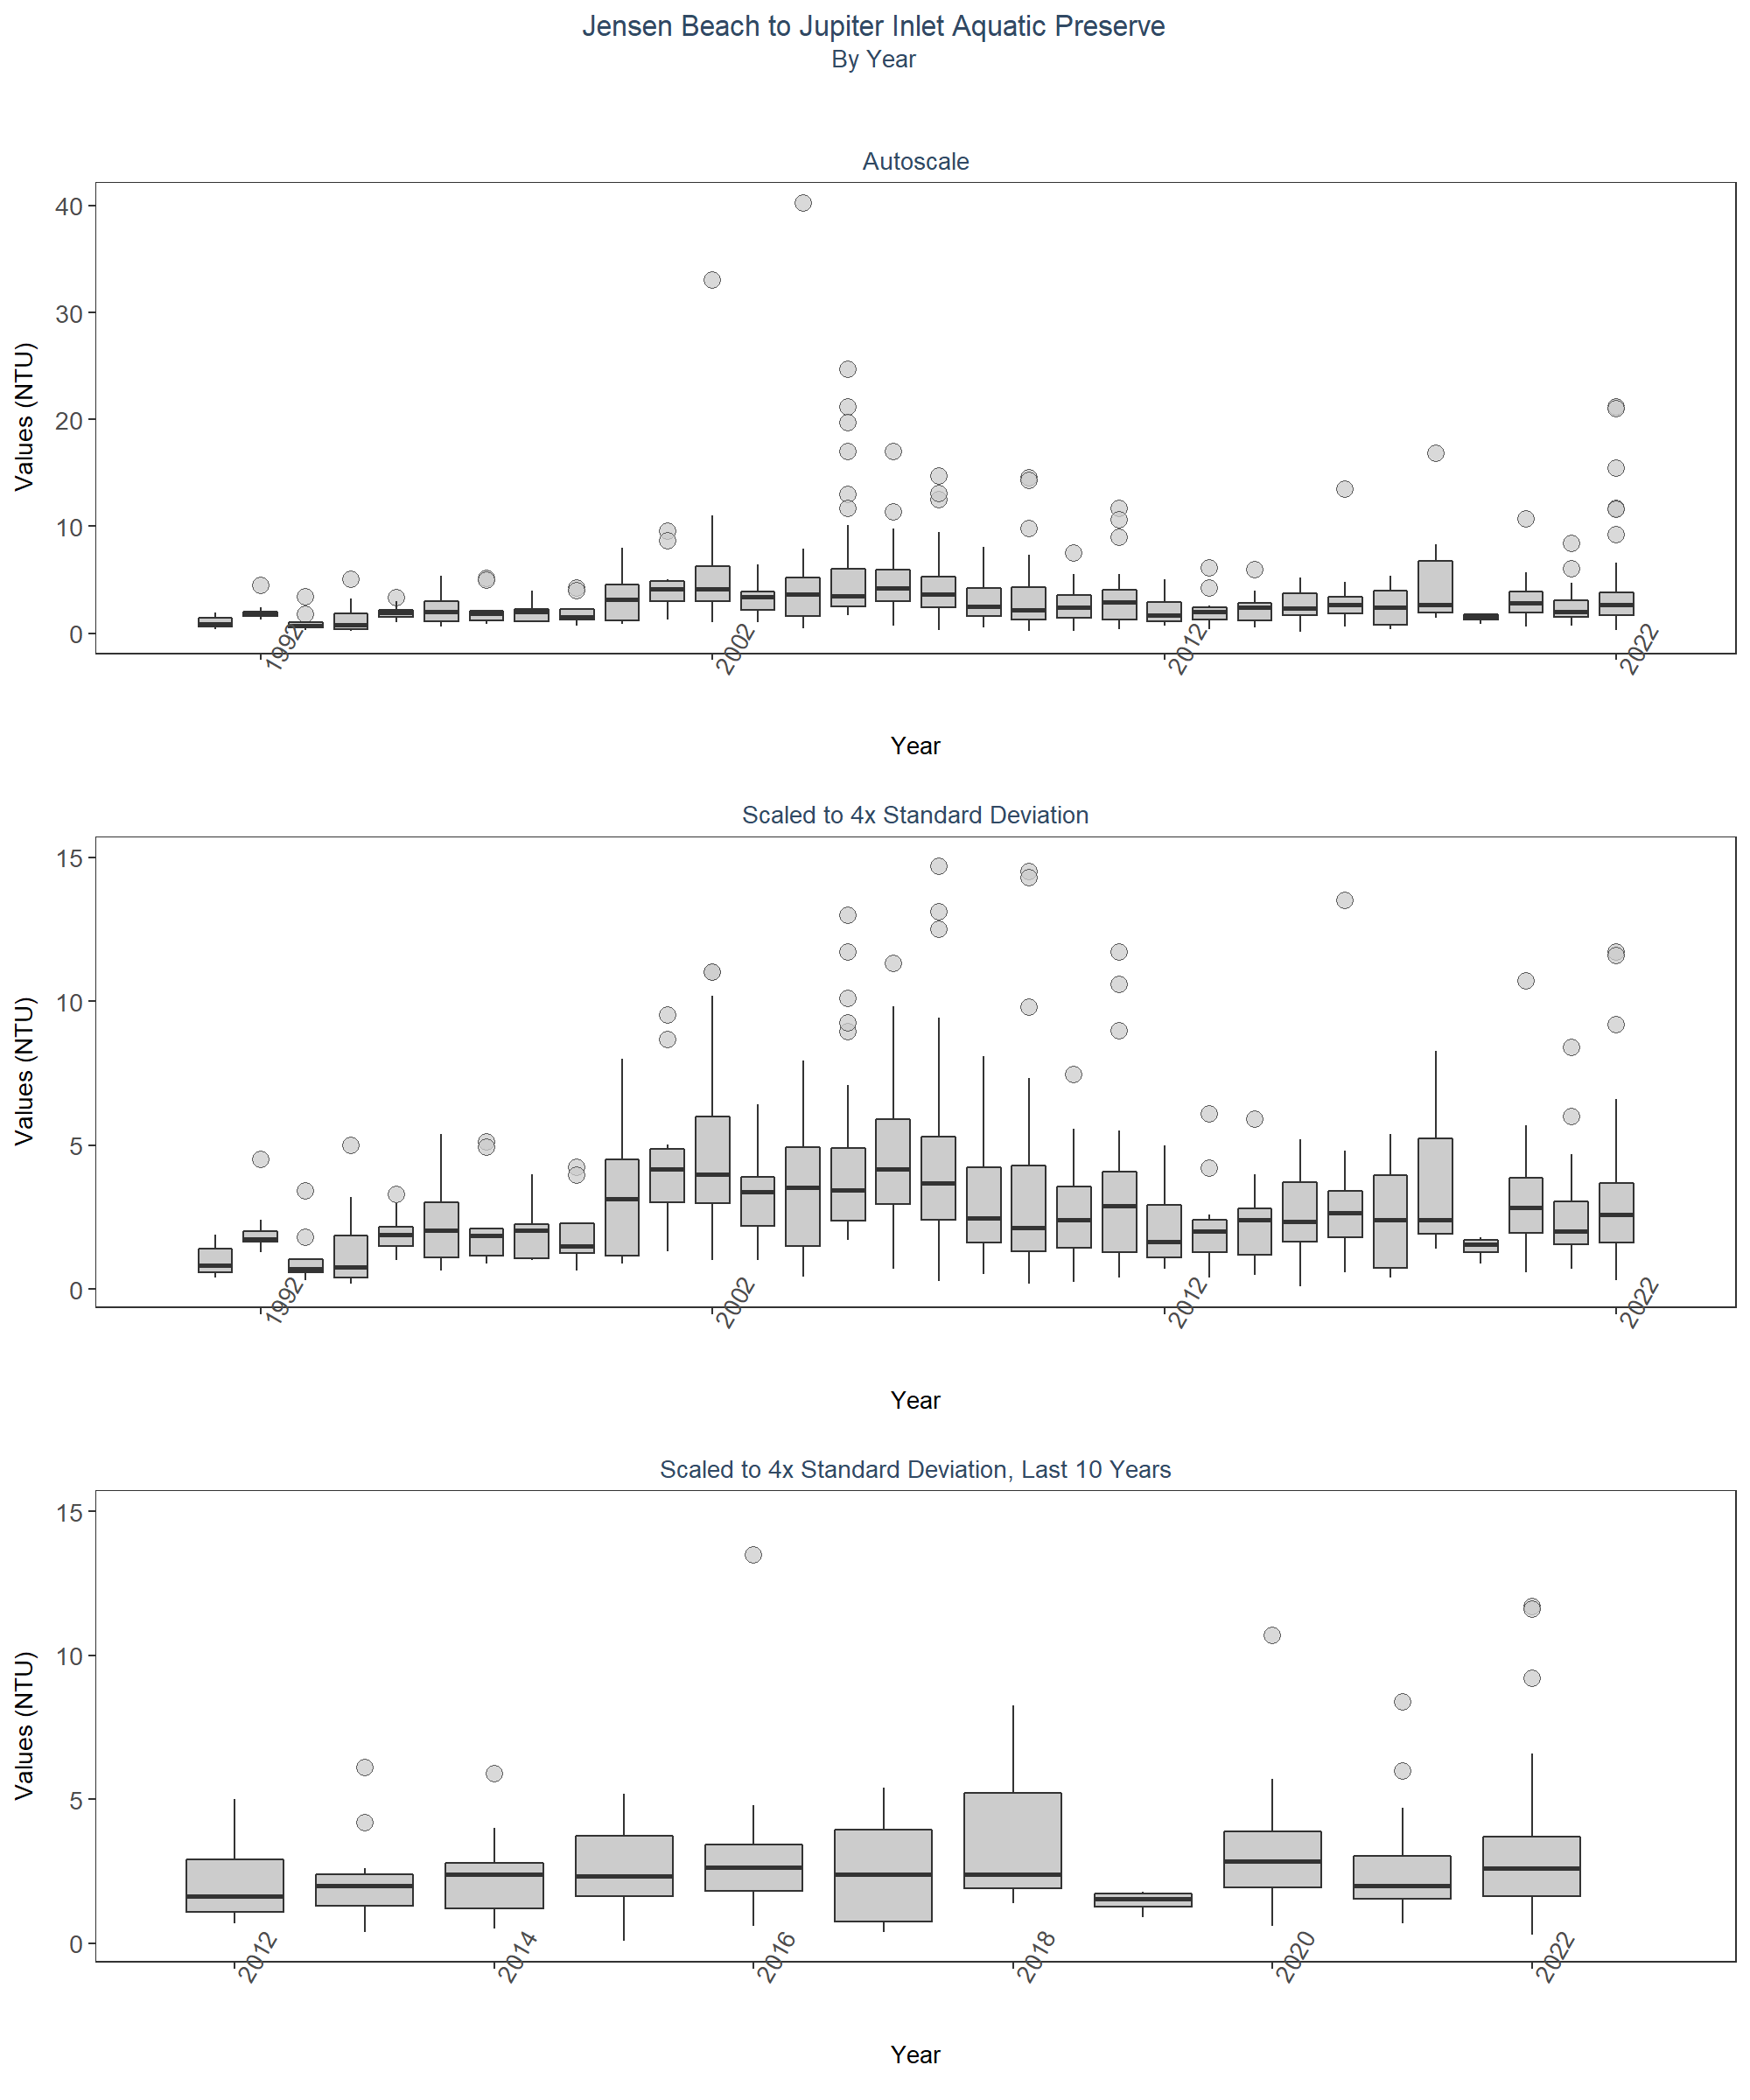 Jensen Beach to Jupiter Inlet Aquatic Preserve
By Year
Autoscale
Values (NTU)
40
30
20
10
0
1992
2002
2012
2022
Year
Scaled to 4x Standard Deviation
Values (NTU)
15
10
5
0
1992
2002
2012
2022
Year
Scaled to 4x Standard Deviation, Last 10 Years
Values (NTU)
15
10
5
0
2012
2014
2016
2018
2020
2022
Year